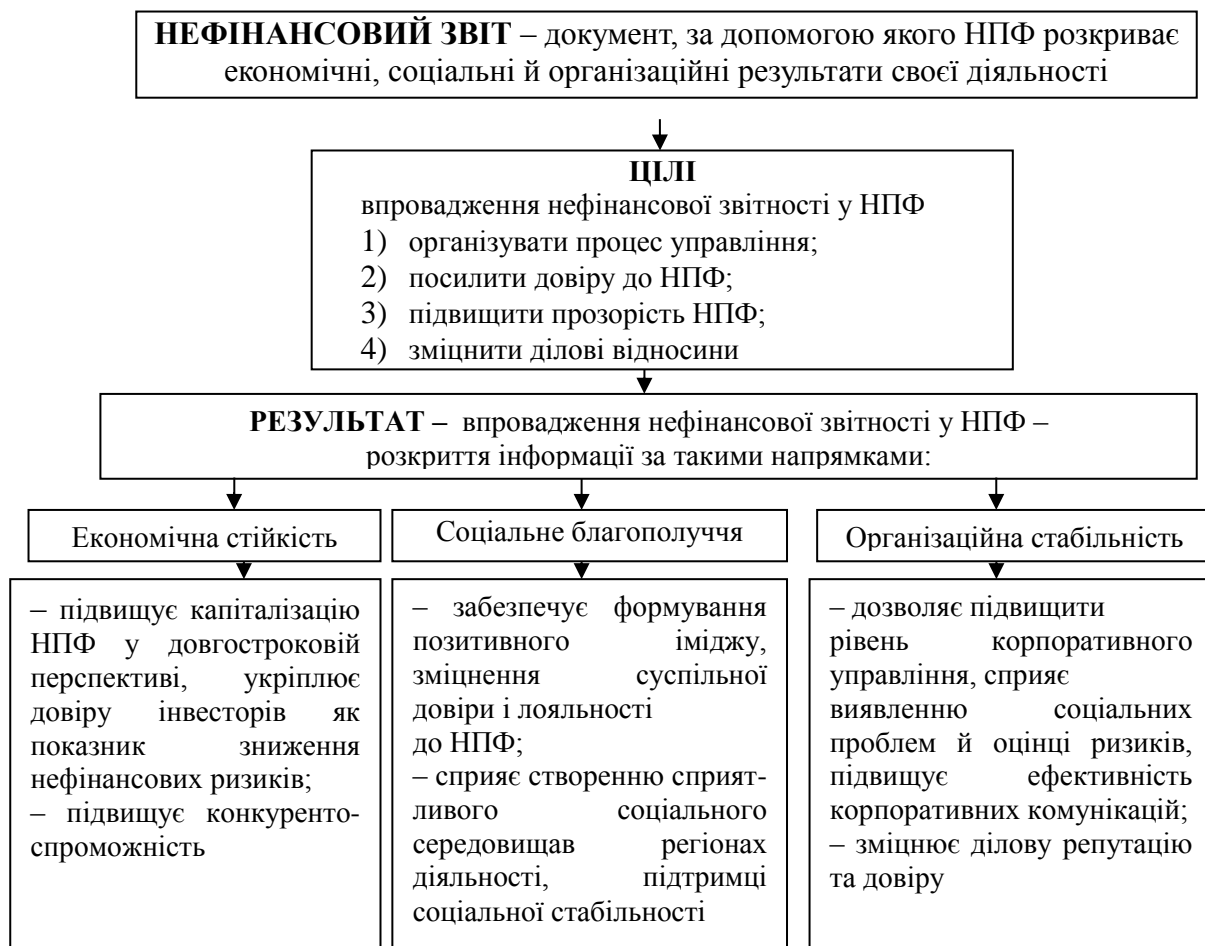 НЕФІНАНСОВИЙ ЗВІТ – документ, за допомогою якого НПФ розкриває
економічні, соціальні й організаційні результати своєї діяльності
ЦІЛІ
впровадження нефінансової звітності у НПФ
1) організувати процес управління;
2) посилити довіру до НПФ;
3) підвищити прозорість НПФ;
4) зміцнити ділові відносини
РЕЗУЛЬТАТ – впровадження нефінансової звітності у НПФ –
розкриття інформації за такими напрямками:
Економічна стійкість
– підвищує капіталізацію
НПФ у довгостроковій
перспективі, укріплює
довіру інвесторів як
показник зниження
нефінансових ризиків;
– підвищує конкуренто-
спроможність
Соціальне благополуччя
– забезпечує формування
позитивного іміджу,
зміцнення суспільної
довіри і лояльності
до НПФ;
– сприяє створенню сприят-
ливого соціального
середовищав регіонах
діяльності, підтримці
соціальної стабільності
Організаційна стабільність
– дозволяє підвищити
рівень корпоративного
управління, сприяє
виявленню соціальних
проблем й оцінці ризиків,
підвищує ефективність
корпоративних комунікацій;
– зміцнює ділову репутацію
та довіру